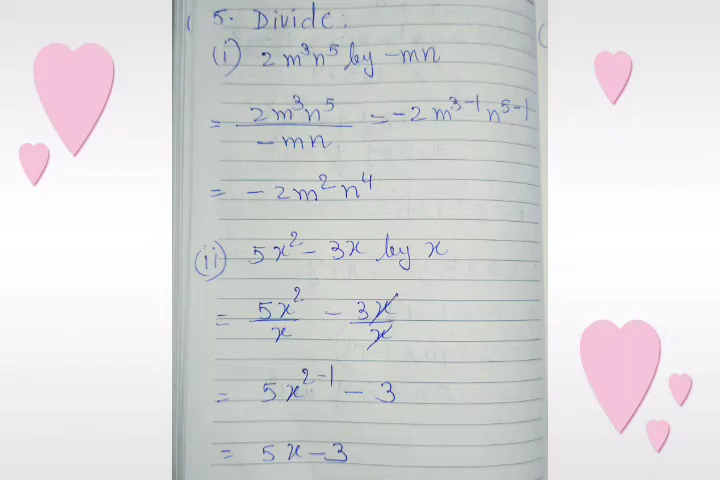 5. Divide:
(i) 2m³n⁵ by -mn
= 2m³n⁵ / -mn = -2m³⁻¹n⁵⁻¹
= -2m²n⁴
(ii) 5x² - 3x by x
= 5x²/x - 3x/x
= 5x²⁻¹ - 3
= 5x - 3